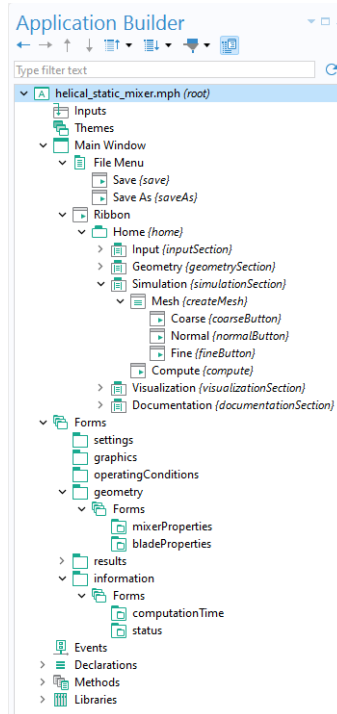 Application Builder
Type filter text
helical_static_mixer.mph (root)
Inputs
Themes
Main Window
File Menu
Save {save}
Save As {saveAs}
Ribbon
Home {home}
Input {inputSection}
Geometry {geometrySection}
Simulation {simulationSection}
Mesh {createMesh}
Coarse {coarseButton}
Normal {normalButton}
Fine {fineButton}
Compute {compute}
Visualization {visualizationSection}
Documentation {documentationSection}
Forms
settings
graphics
operatingConditions
geometry
Forms
mixerProperties
bladeProperties
results
information
Forms
computationTime
status
Events
Declarations
Methods
Libraries